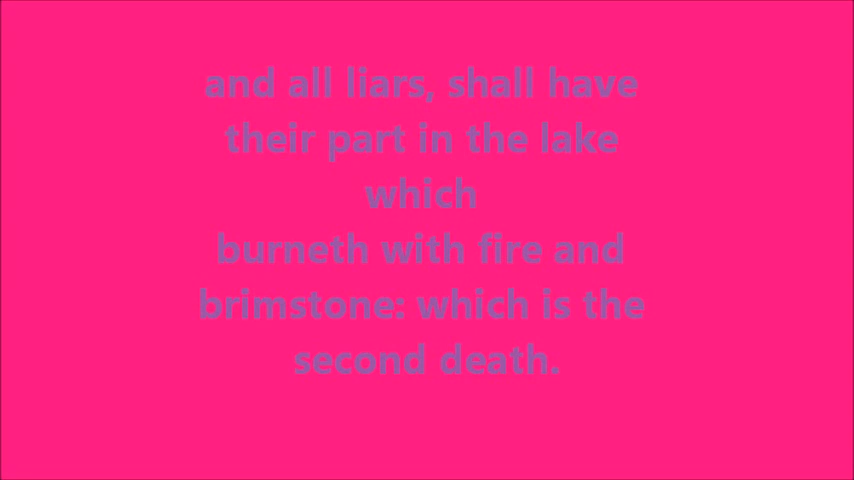 and all liars, shall have
their part in the lake
which
burneth with fire and
brimstone: which is the
second death.